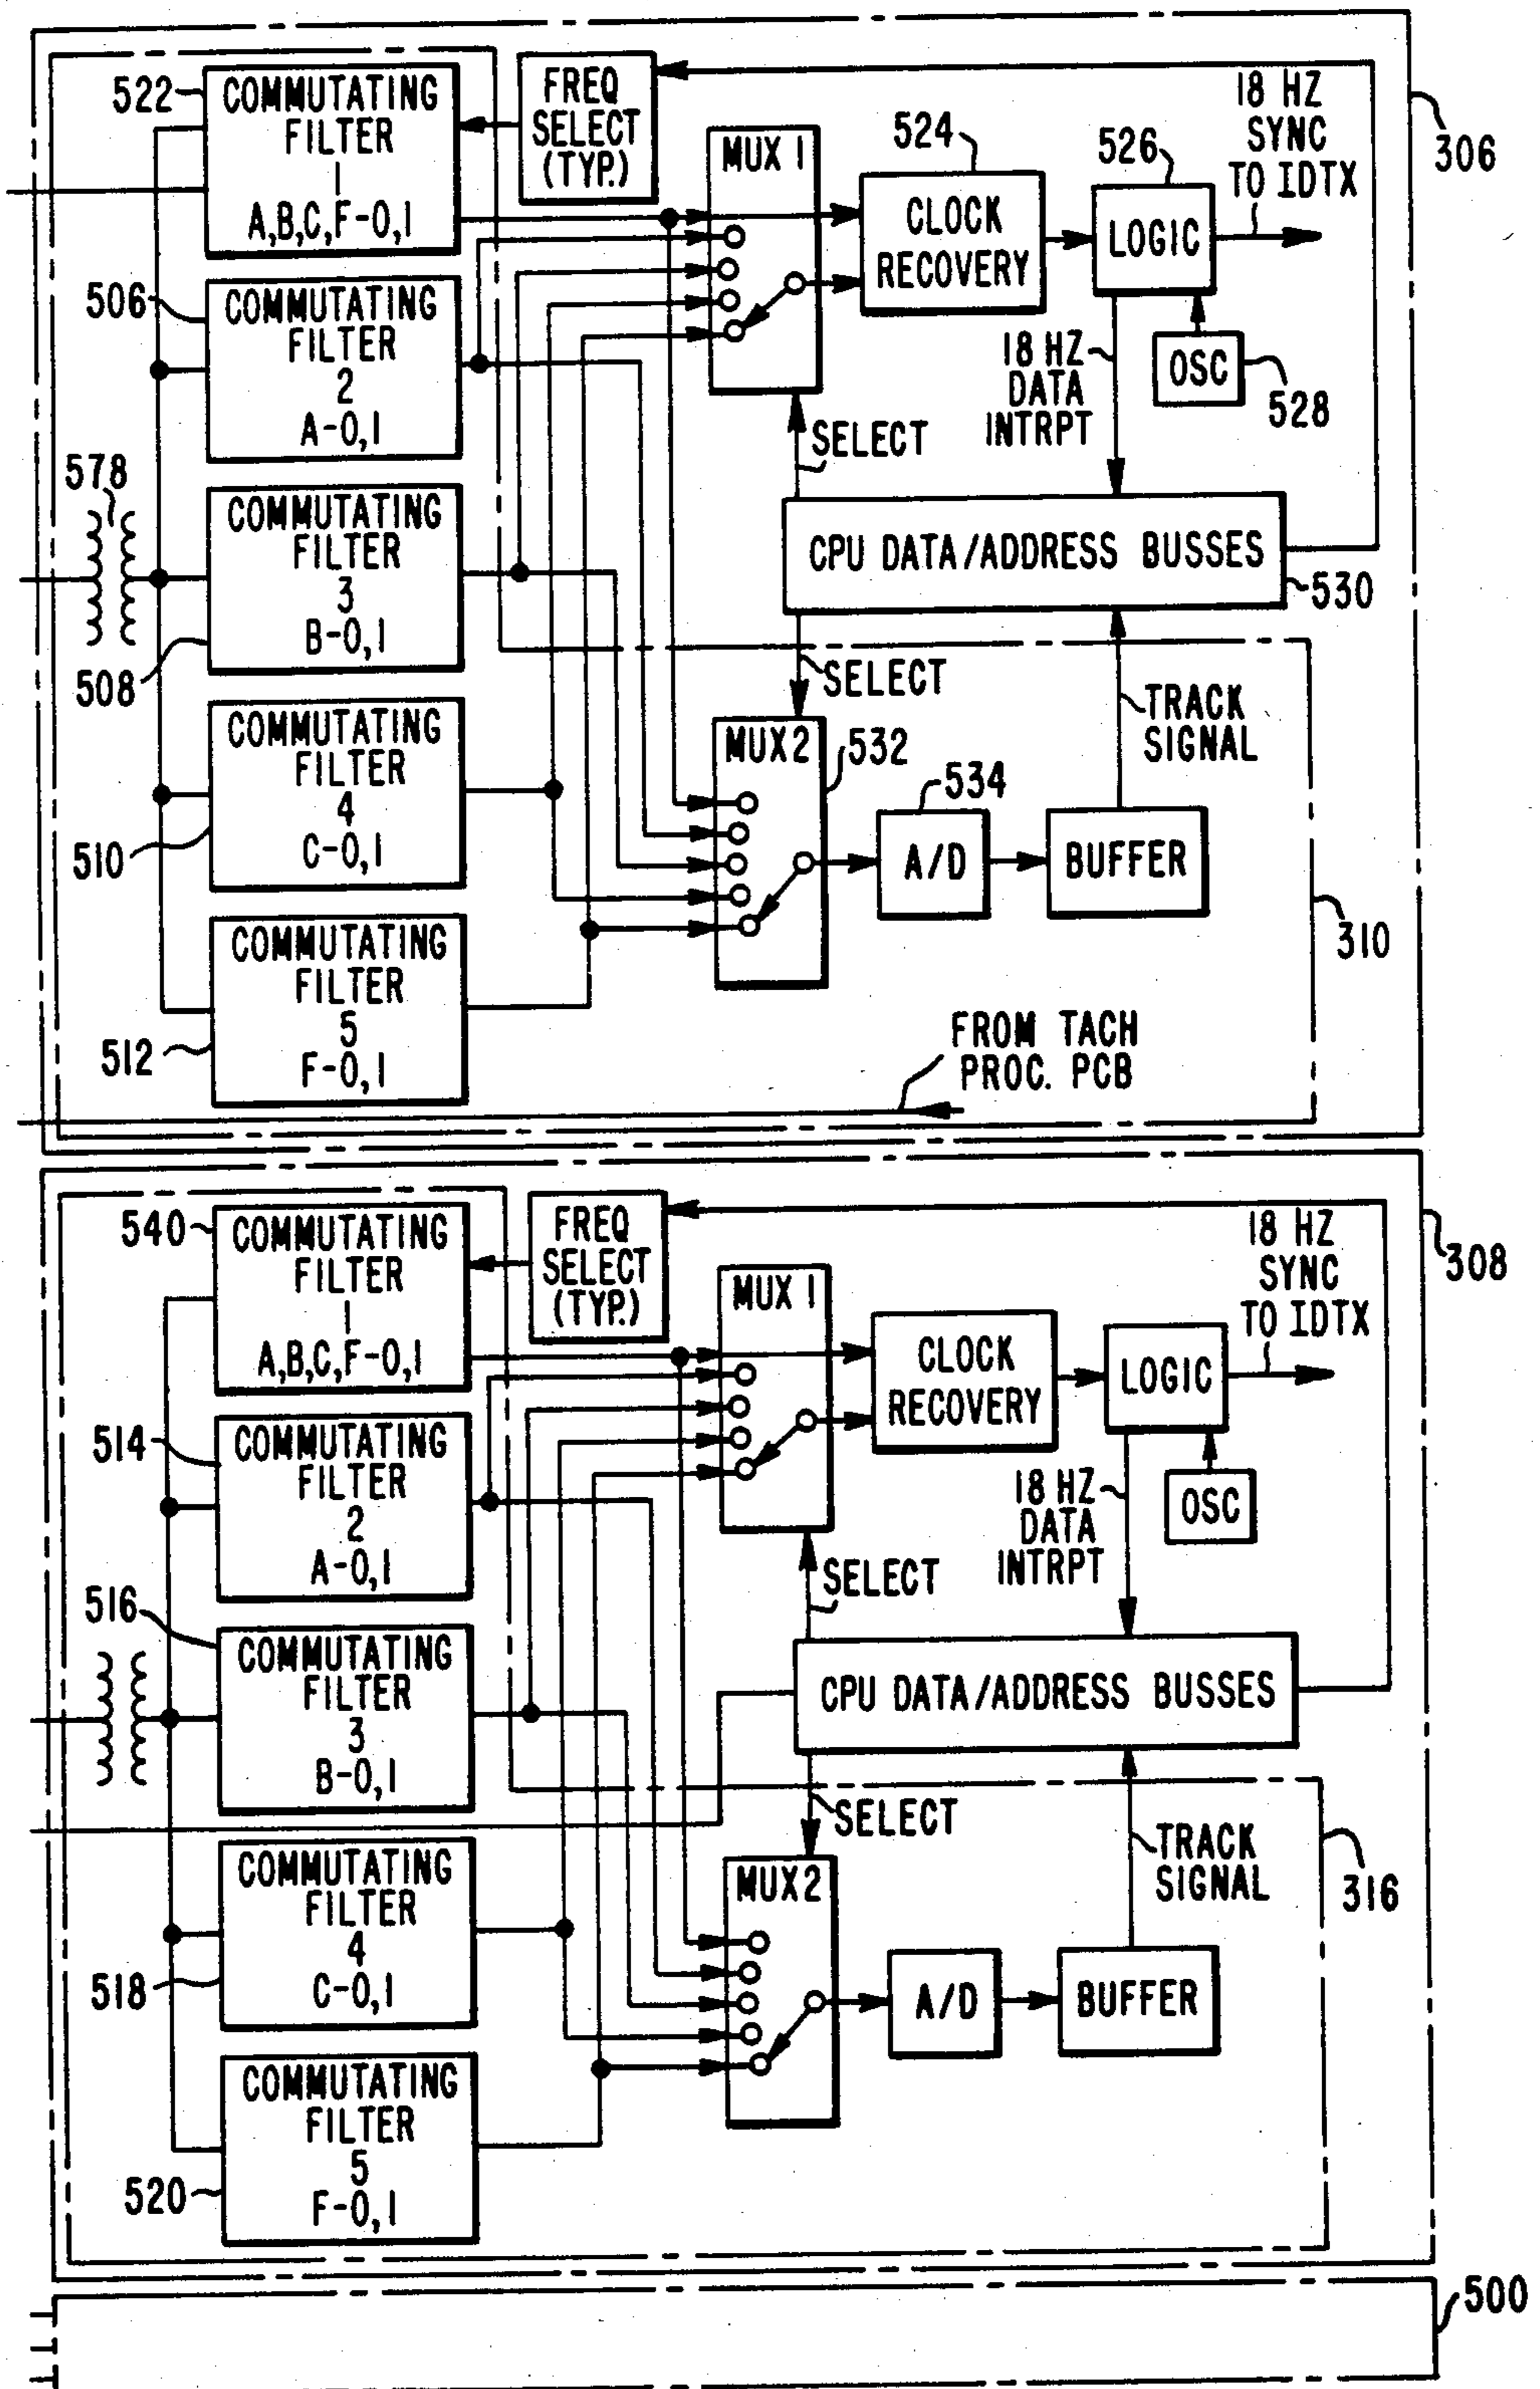 522
COMMUTATING
FILTER
1
A,B,C,F-0,1
FREQ
SELECT
(TYP.)
MUX 1
524
CLOCK
RECOVERY
526
LOGIC
18 HZ
SYNC
TO IDTX
306
506
COMMUTATING
FILTER
2
A-0,1
18 HZ
DATA
INTRPT
OSC
528
SELECT
578
COMMUTATING
FILTER
3
B-0,1
508
CPU DATA/ADDRESS BUSSES
530
SELECT
COMMUTATING
FILTER
4
C-0,1
510
MUX2
532
534
A/D
BUFFER
TRACK
SIGNAL
310
COMMUTATING
FILTER
5
F-0,1
512
FROM TACH
PROC. PCB
540
COMMUTATING
FILTER
1
A,B,C,F-0,1
FREQ
SELECT
(TYP.)
MUX 1
CLOCK
RECOVERY
LOGIC
18 HZ
SYNC
TO IDTX
308
514
COMMUTATING
FILTER
2
A-0,1
18 HZ
DATA
INTRPT
OSC
SELECT
516
COMMUTATING
FILTER
3
B-0,1
CPU DATA/ADDRESS BUSSES
SELECT
COMMUTATING
FILTER
4
C-0,1
518
MUX2
A/D
BUFFER
TRACK
SIGNAL
316
COMMUTATING
FILTER
5
F-0,1
520
500